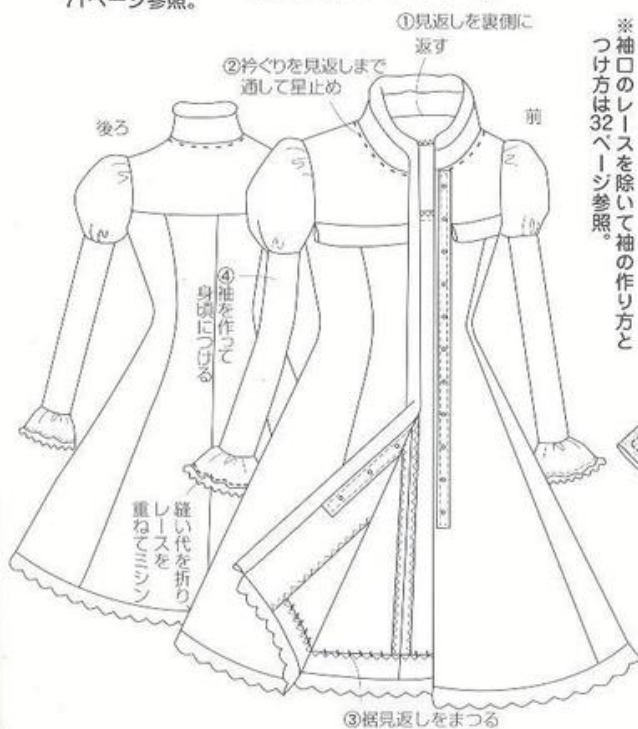 71ページ参照。
①見返しを裏側に
返す
②衿ぐりを見返しまで
通して星止め
後ろ
前
※袖口のレースを除いて袖の作り方と
つけ方は32ページ参照。
④袖を作って
身頃につける
縫い代を折り
レースを
重ねてミシン
③裾見返しをまつる